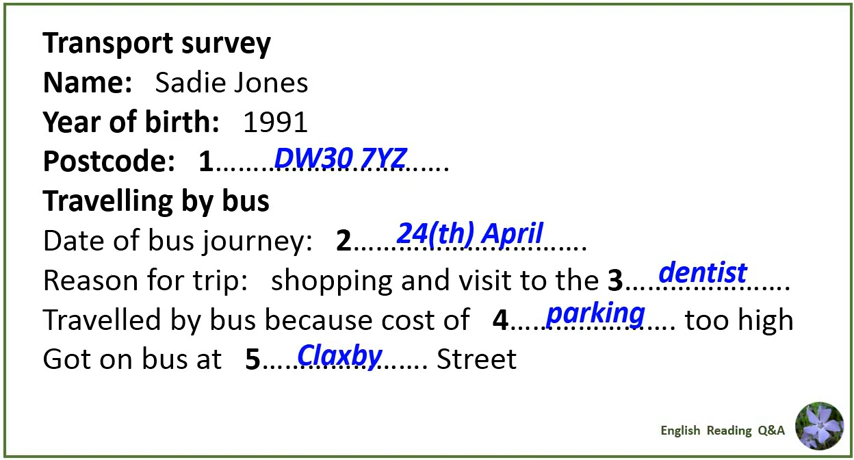 Transport survey
Name: Sadie Jones
Year of birth: 1991
Postcode: 1......DW30 7YZ......
Travelling by bus
Date of bus journey: 2......24(th) April......
Reason for trip: shopping and visit to the 3......dentist......
Travelled by bus because cost of 4......parking...... too high
Got on bus at 5......Claxby...... Street
English Reading Q&A